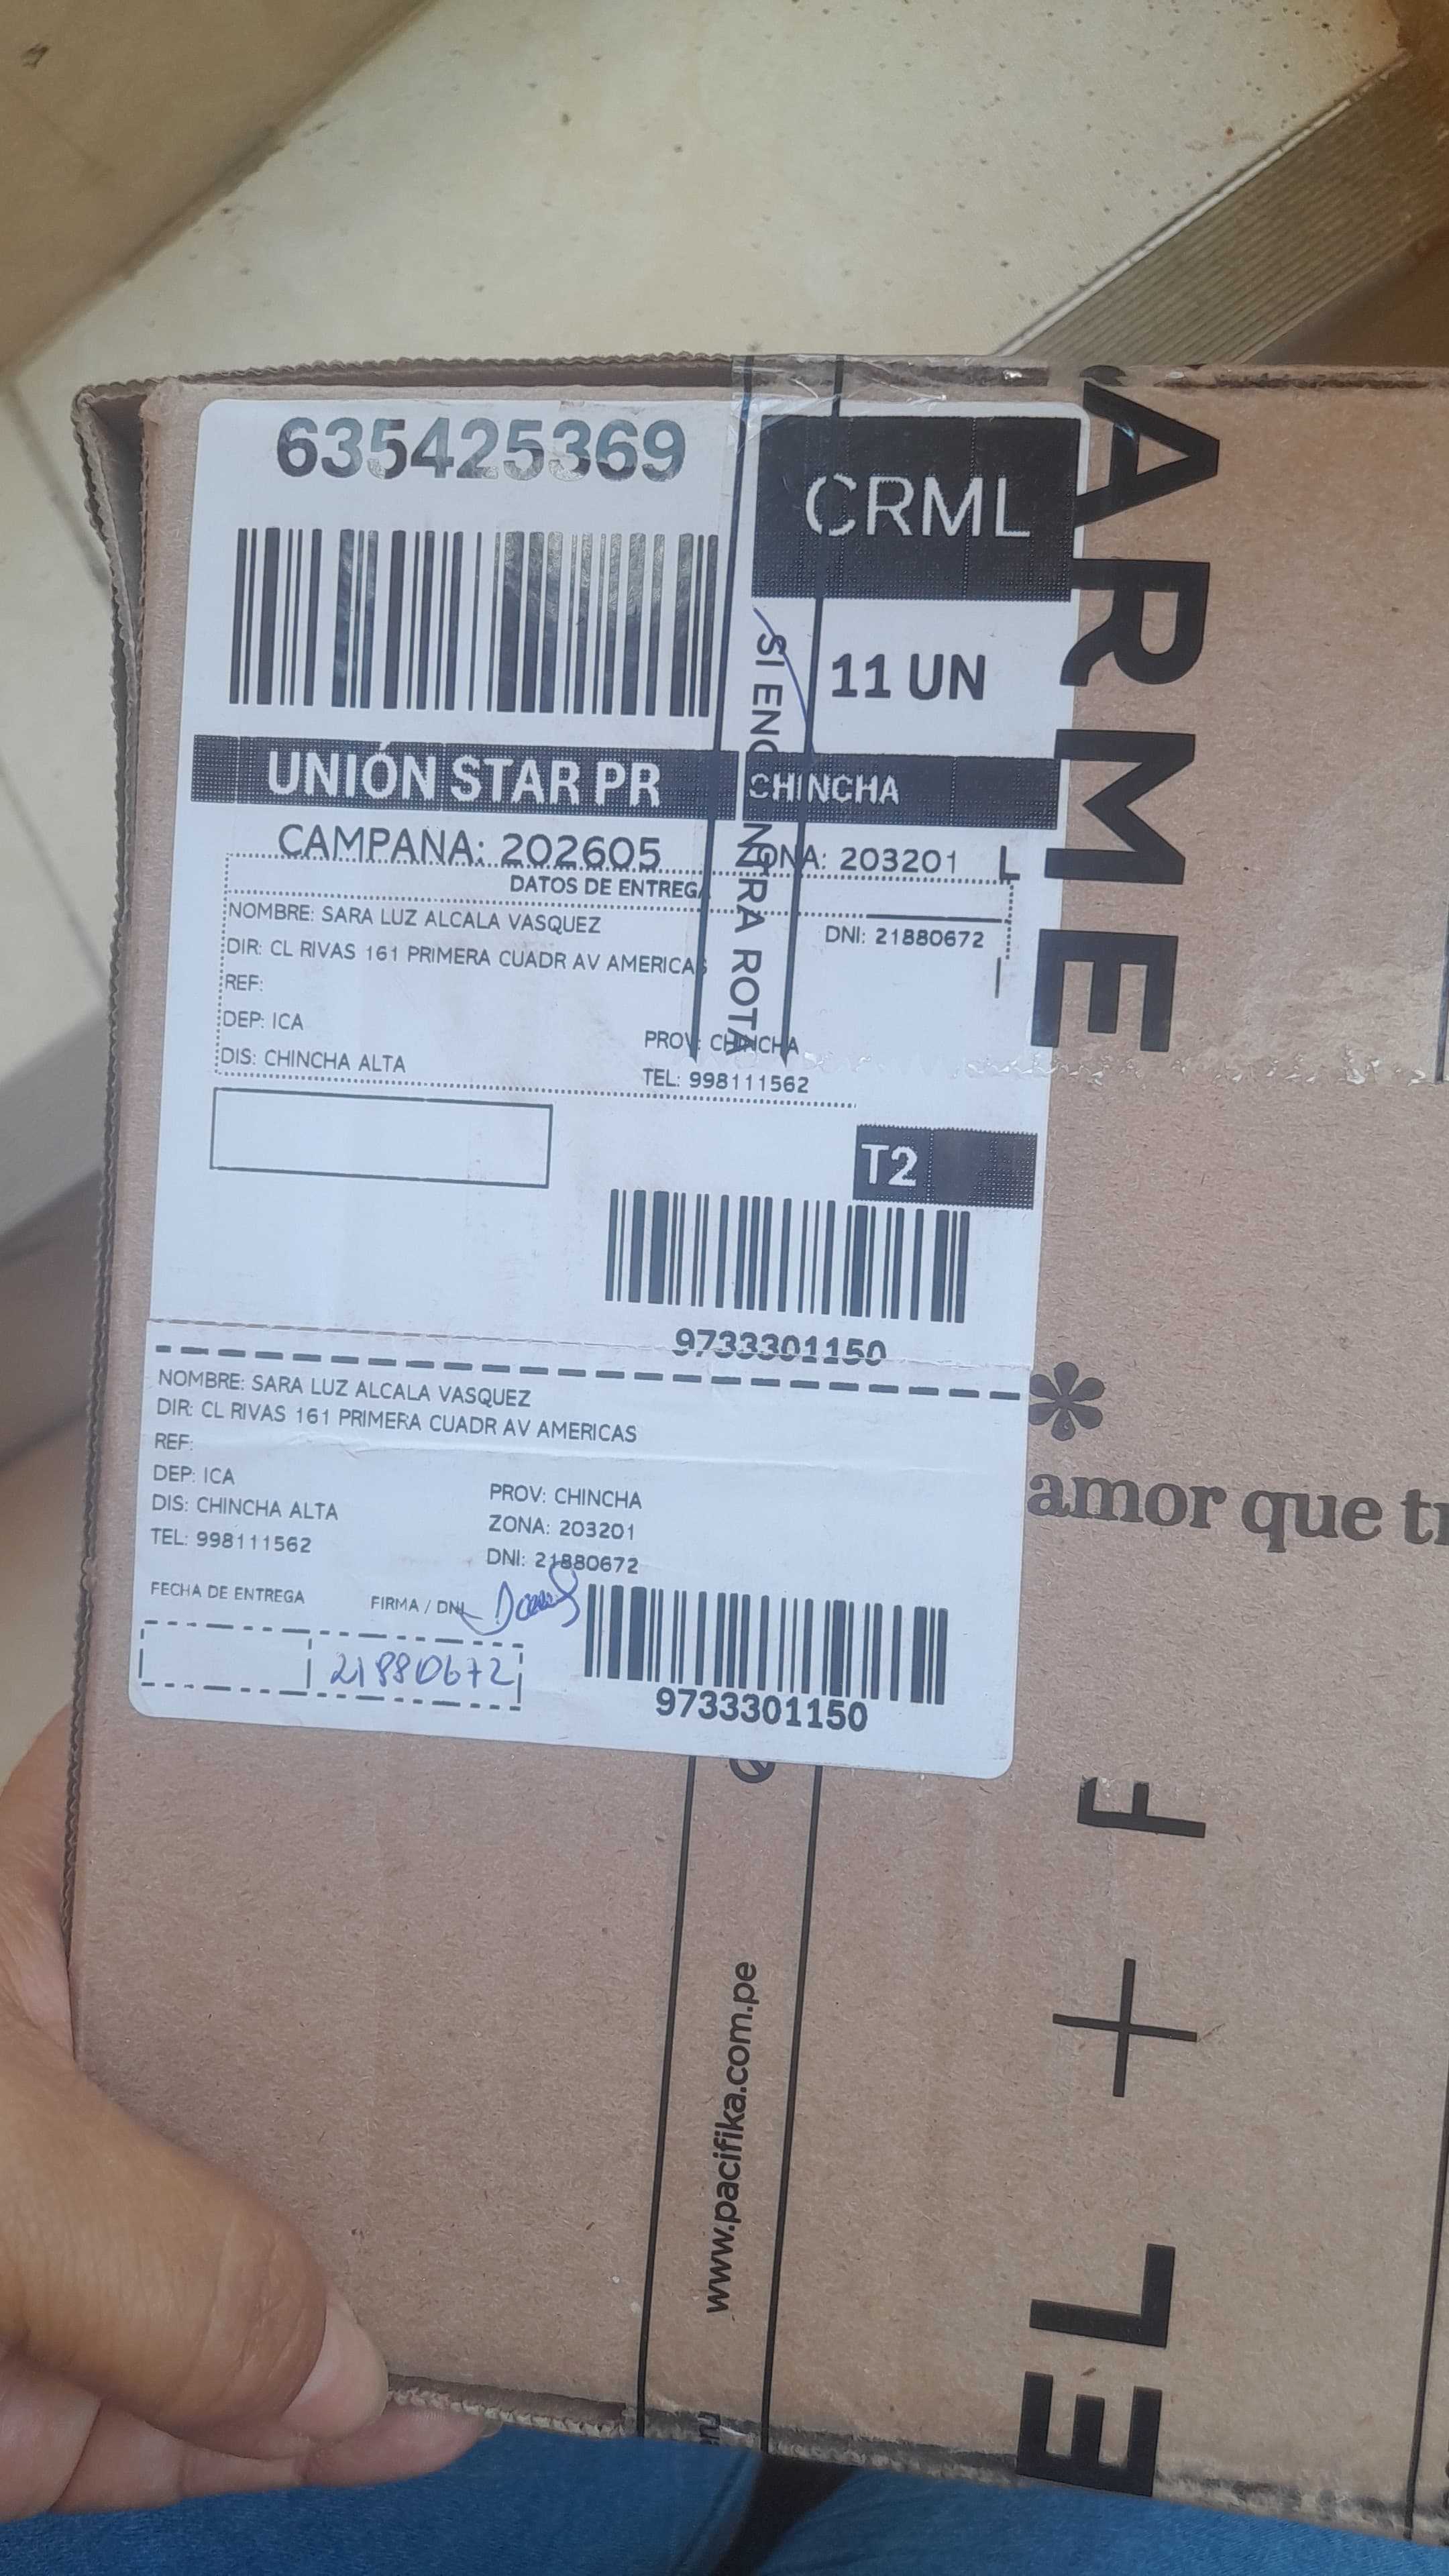 635425369
CRML
11 UN
UNIÓN STAR PR
CHINCHA
CAMPANA: 202605
ZONA: 203201 L
DATOS DE ENTREGA
NOMBRE: SARA LUZ ALCALA VASQUEZ
DNI: 21880672
DIR: CL RIVAS 161 PRIMERA CUADR AV AMERICAS
REF:
DEP: ICA
PROV: CHINCHA
DIS: CHINCHA ALTA
TEL: 998111562
T2
9733301150
NOMBRE: SARA LUZ ALCALA VASQUEZ
DIR: CL RIVAS 161 PRIMERA CUADR AV AMERICAS
REF:
DEP: ICA
PROV: CHINCHA
DIS: CHINCHA ALTA
ZONA: 203201
TEL: 998111562
DNI: 21880672
FECHA DE ENTREGA
FIRMA / DNI
21880672
9733301150
SI ENC
RA ROTA
www.pacifika.com.pe
ARME
amor que
EL +